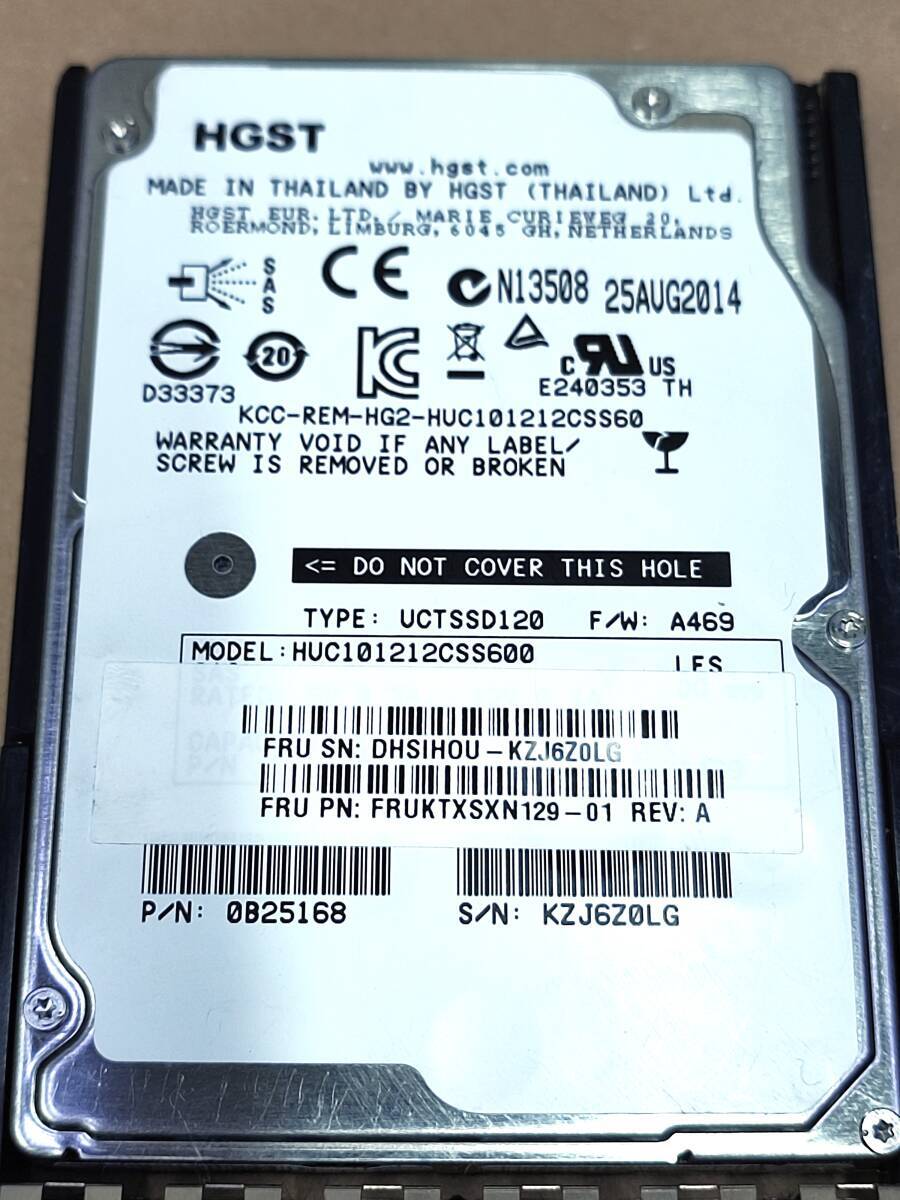 HGST
www.hgst.com
MADE IN THAILAND BY HGST (THAILAND) Ltd.
HGST EUR. LTD. / MARIE CURIEWEG 20,
ROERMOND, LIMBURG, 6045 GH, NETHERLANDS
SAS
CE
N13508 25AUG2014
D33373
20
C US
E240353 TH
KCC-REM-HG2-HUC101212CSS60
WARRANTY VOID IF ANY LABEL/
SCREW IS REMOVED OR BROKEN
<= DO NOT COVER THIS HOLE
TYPE: UCTSSD120 F/W: A469
MODEL:HUC101212CSS600
SAS
FRU SN: DHSIHOU-KZJ6Z0LG
FRU PN: FRUKTXSXN129-01 REV: A
P/N: 0B25168 S/N: KZJ6Z0LG